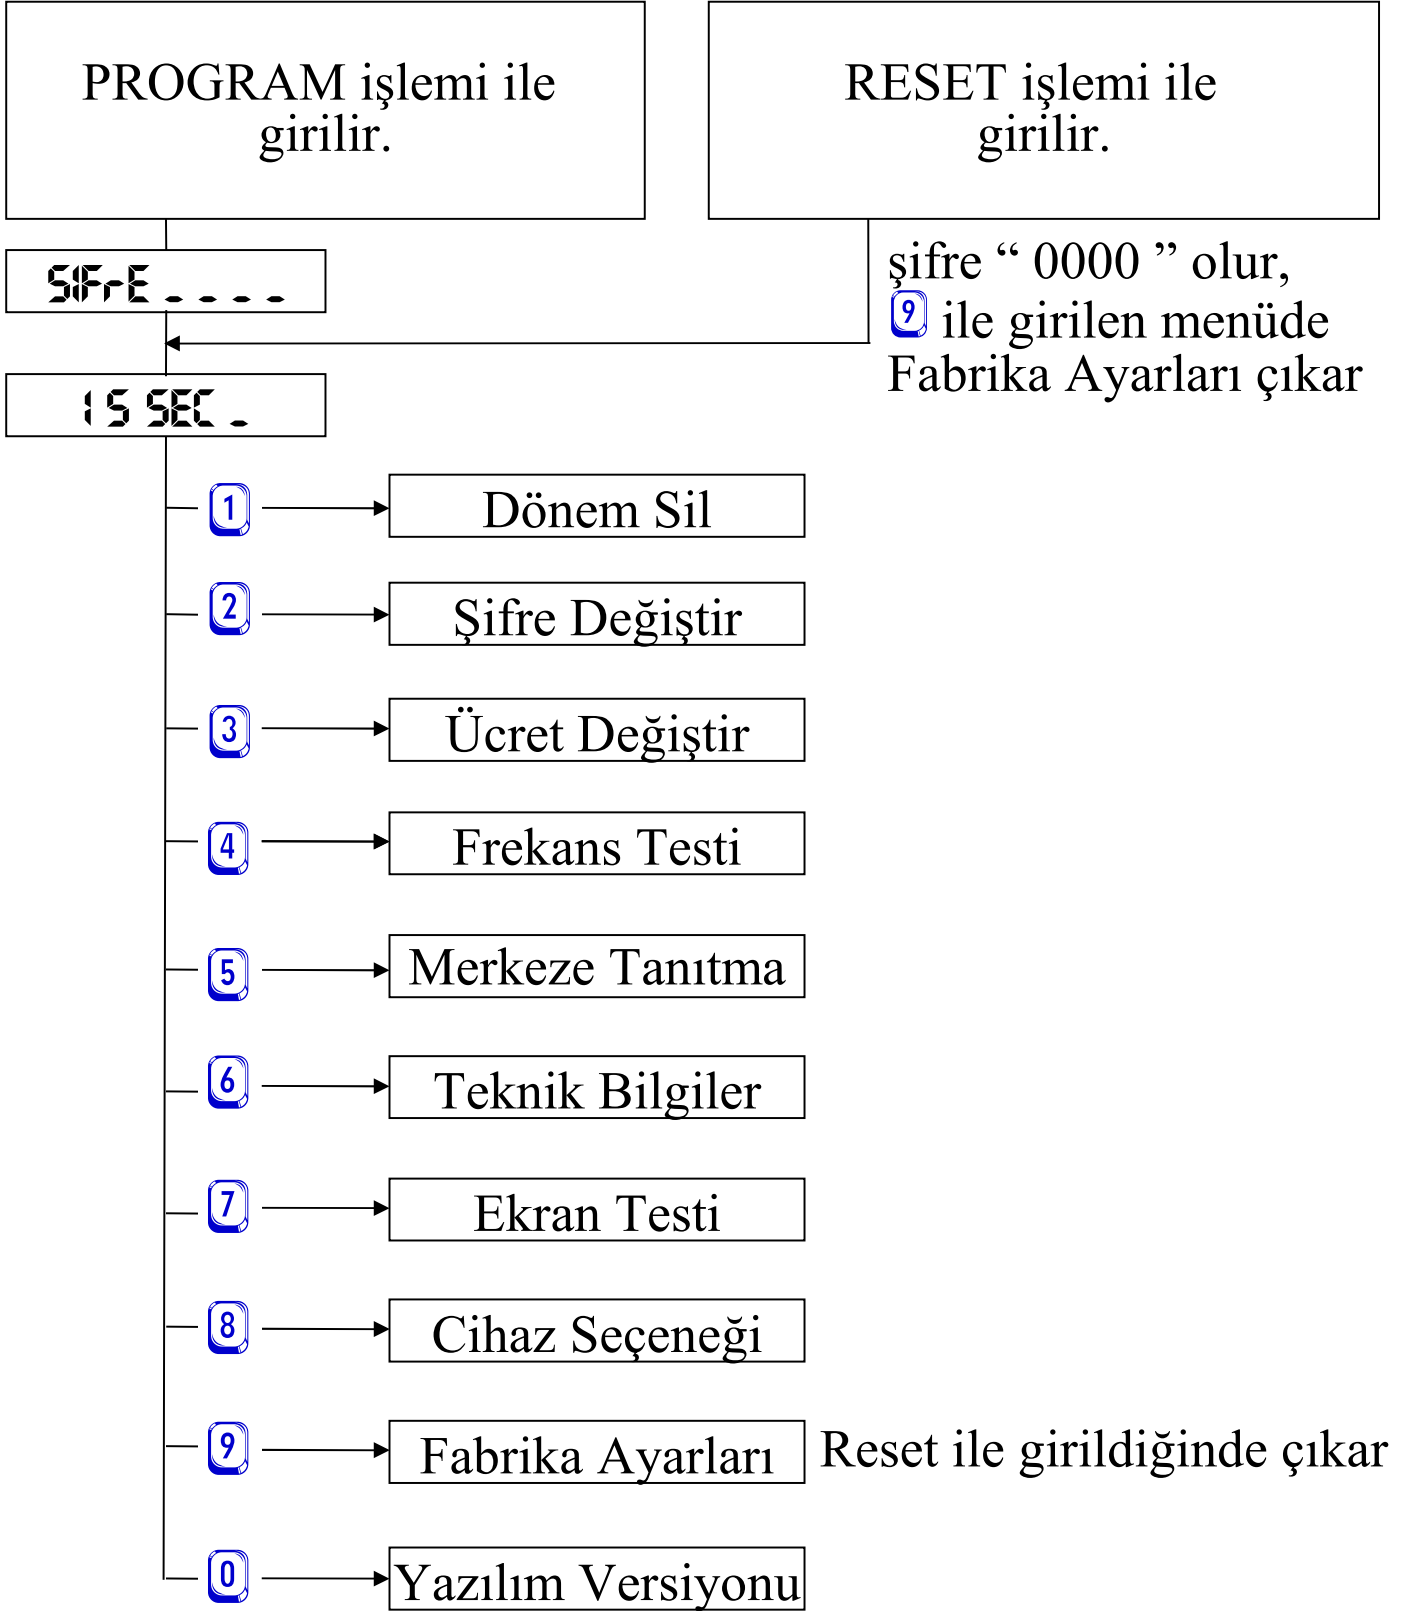 PROGRAM işlemi ile
girilir.
RESET işlemi ile
girilir.
SIFrE _ _ _ _
şifre “ 0000 ” olur,
9 ile girilen menüde
Fabrika Ayarları çıkar
15 SEC _
1 Dönem Sil
2 Şifre Değiştir
3 Ücret Değiştir
4 Frekans Testi
5 Merkeze Tanıtma
6 Teknik Bilgiler
7 Ekran Testi
8 Cihaz Seçeneği
9 Fabrika Ayarları Reset ile girildiğinde çıkar
0 Yazılım Versiyonu